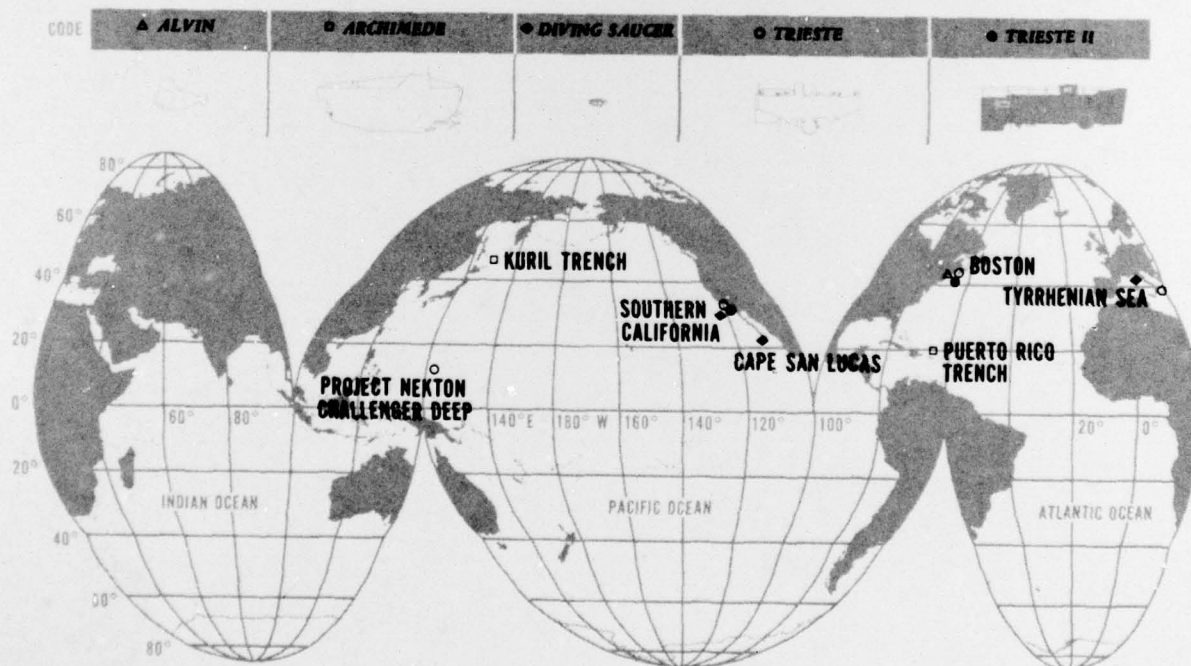 CODE ALVIN ARCHIMEDE DIVING SAUCER TRIESTE TRIESTE II
80°
60°
KURIL TRENCH
BOSTON
40°
TYRRHENIAN SEA
SOUTHERN
CALIFORNIA
20°
CAPE SAN LUCAS
PUERTO RICO
TRENCH
PROJECT NEKTON
CHALLENGER DEEP
0° 60° 80° 140°E 180° W 160° 140° 120° 100° 20° 0°
20°
INDIAN OCEAN PACIFIC OCEAN ATLANTIC OCEAN
40°
80°